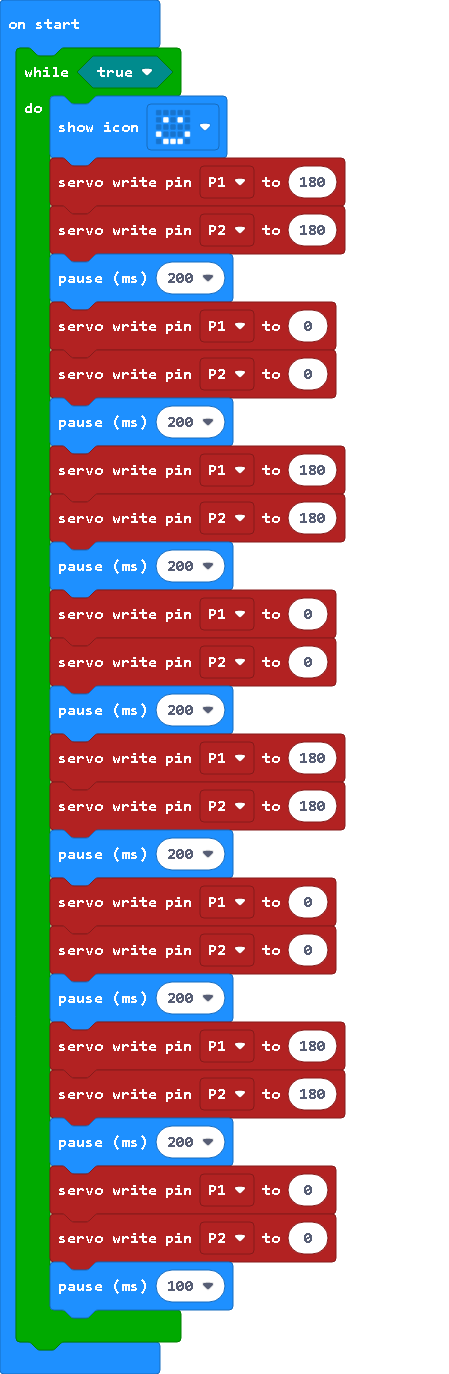 on start
while true
do
show icon
servo write pin P1 to 180
servo write pin P2 to 180
pause (ms) 200
servo write pin P1 to 0
servo write pin P2 to 0
pause (ms) 200
servo write pin P1 to 180
servo write pin P2 to 180
pause (ms) 200
servo write pin P1 to 0
servo write pin P2 to 0
pause (ms) 200
servo write pin P1 to 180
servo write pin P2 to 180
pause (ms) 200
servo write pin P1 to 0
servo write pin P2 to 0
pause (ms) 200
servo write pin P1 to 180
servo write pin P2 to 180
pause (ms) 200
servo write pin P1 to 0
servo write pin P2 to 0
pause (ms) 100